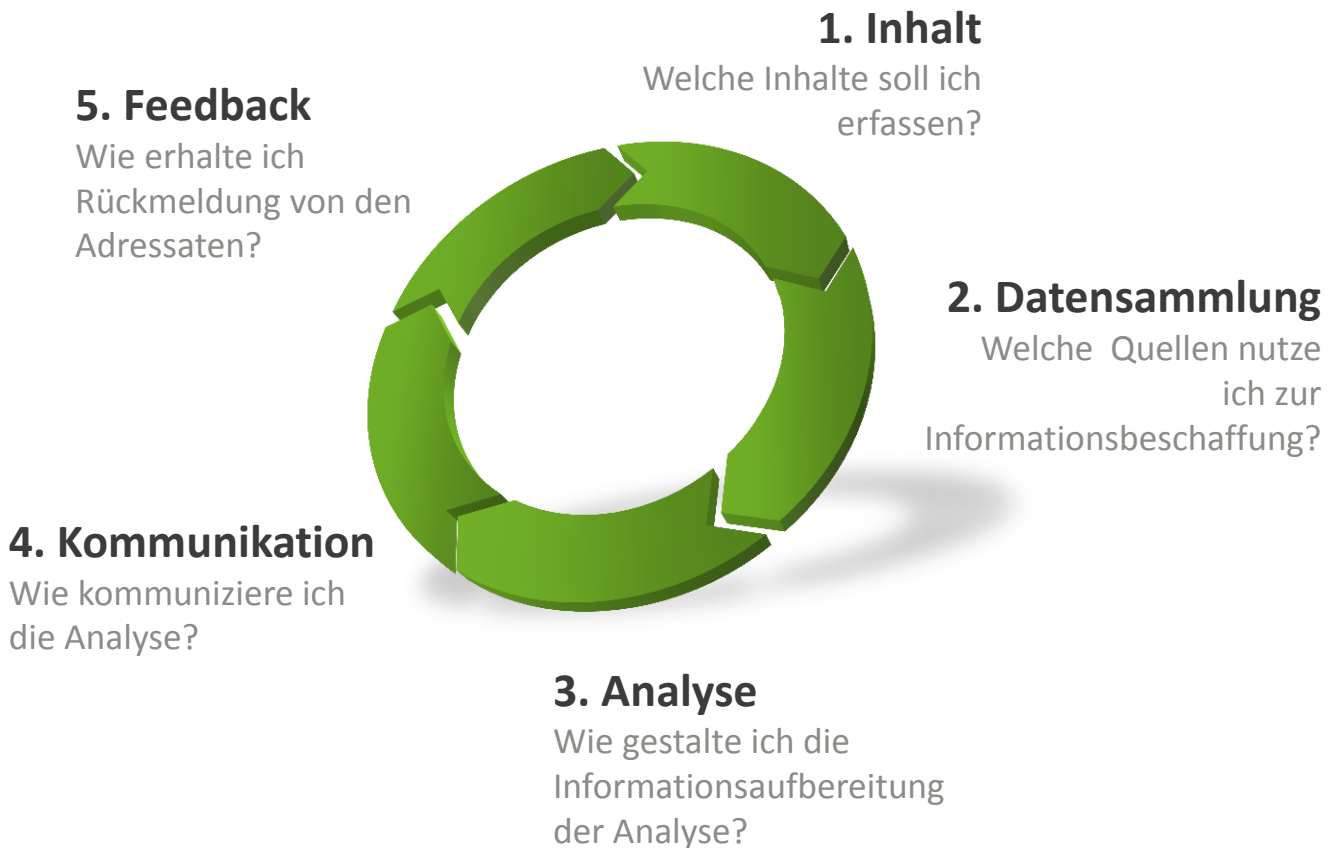 1. Inhalt
Welche Inhalte soll ich
erfassen?
2. Datensammlung
Welche  Quellen nutze
ich zur
Informationsbeschaffung?
3. Analyse
Wie gestalte ich die
Informationsaufbereitung
der Analyse?
4. Kommunikation
Wie kommuniziere ich
die Analyse?
5. Feedback
Wie erhalte ich
Rückmeldung von den
Adressaten?